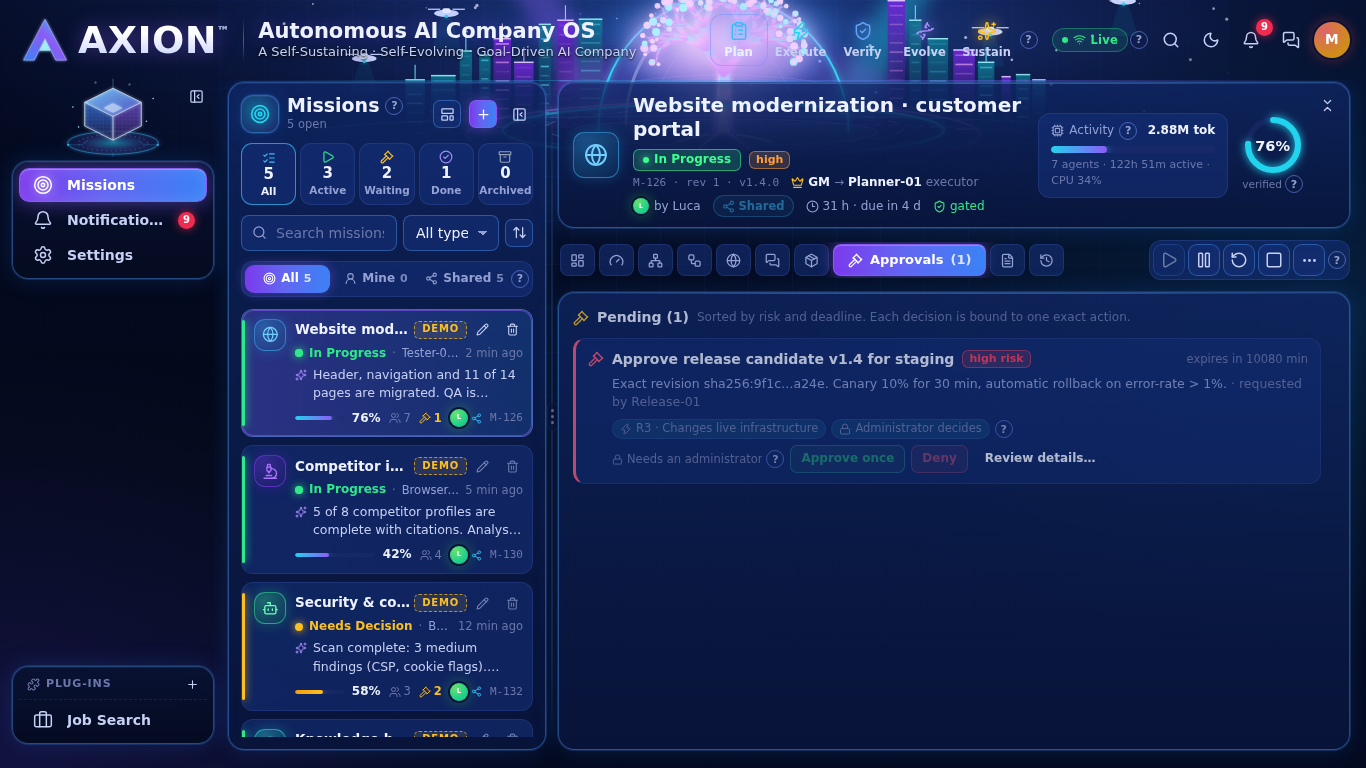 AXION™
Autonomous AI Company OS
A Self-Sustaining · Self-Evolving · Goal-Driven AI Company
Plan
Execute
Verify
Evolve
Sustain
?
Live
?
9
M
Missions
Notificatio...
9
Settings
PLUG-INS
+
Job Search
Missions ?
5 open
+
5
All
3
Active
2
Waiting
1
Done
0
Archived
Search missions
All type
All 5
Mine 0
Shared 5
?
Website mod... DEMO
In Progress · Tester-0... 2 min ago
Header, navigation and 11 of 14
pages are migrated. QA is...
76% 7 1 L M-126
Competitor i... DEMO
In Progress · Browser... 5 min ago
5 of 8 competitor profiles are
complete with citations. Analys...
42% 4 L M-130
Security & co... DEMO
Needs Decision · B... 12 min ago
Scan complete: 3 medium
findings (CSP, cookie flags)....
58% 3 2 L M-132
DEMO
Website modernization · customer
portal
In Progress high
M-126 · rev 1 · v1.4.0 GM → Planner-01 executor
L by Luca Shared 31 h · due in 4 d gated
Activity ? 2.88M tok
7 agents · 122h 51m active ·
CPU 34%
76%
verified ?
Approvals (1)
?
Pending (1) Sorted by risk and deadline. Each decision is bound to one exact action.
Approve release candidate v1.4 for staging high risk expires in 10080 min
Exact revision sha256:9f1c...a24e. Canary 10% for 30 min, automatic rollback on error-rate > 1%. · requested
by Release-01
R3 · Changes live infrastructure Administrator decides ?
Needs an administrator ? Approve once Deny Review details...